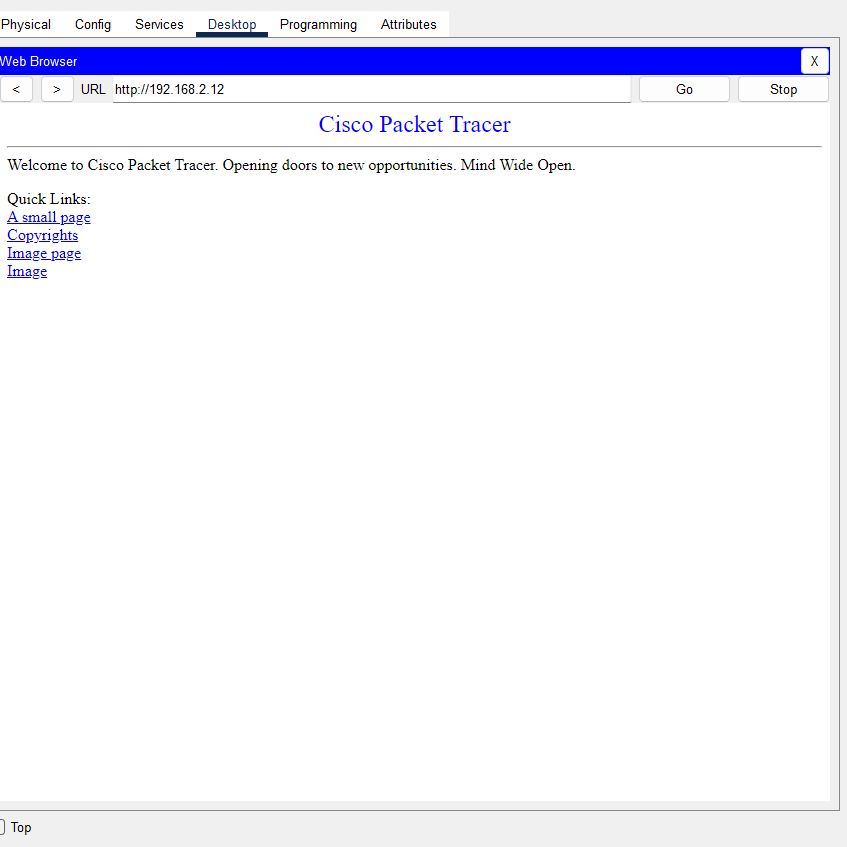 Physical Config Services Desktop Programming Attributes
Web Browser X
< > URL http://192.168.2.12 Go Stop
Cisco Packet Tracer
Welcome to Cisco Packet Tracer. Opening doors to new opportunities. Mind Wide Open.
Quick Links:
A small page
Copyrights
Image page
Image
Top